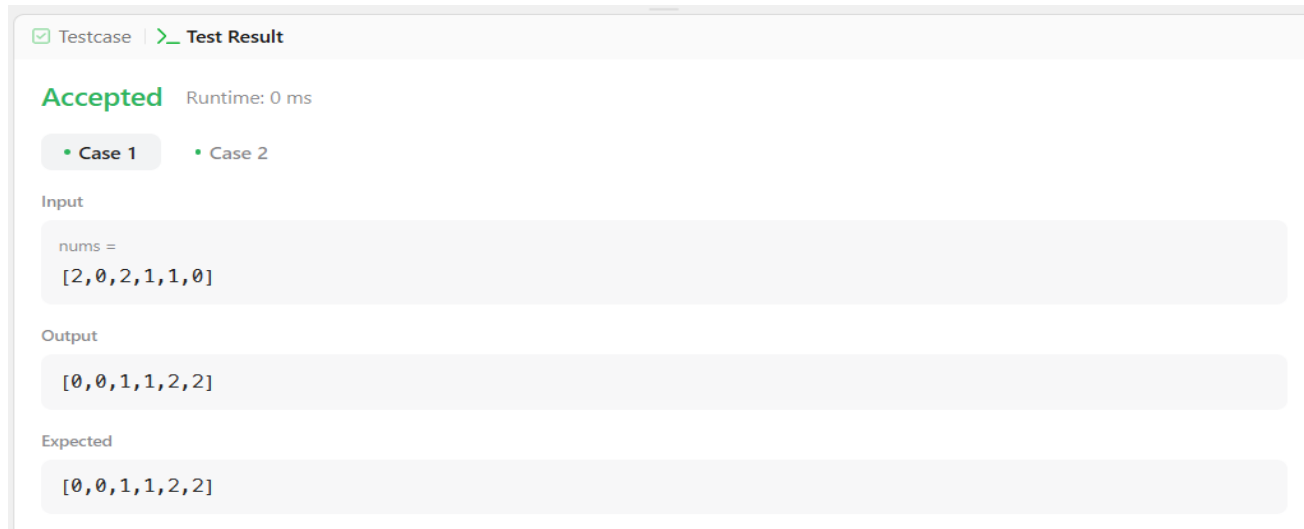 Testcase | >_ Test Result
Accepted Runtime: 0 ms
• Case 1 • Case 2
Input
nums =
[2,0,2,1,1,0]
Output
[0,0,1,1,2,2]
Expected
[0,0,1,1,2,2]